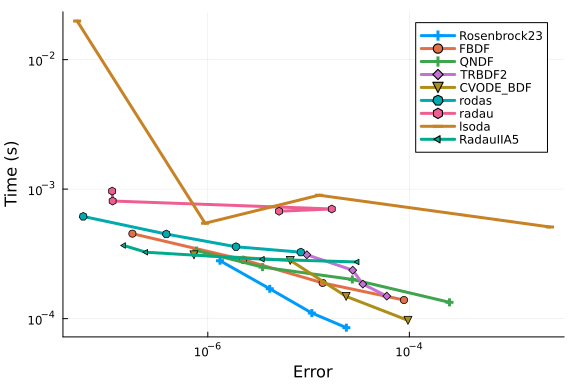 Time (s)
10⁻²
10⁻³
10⁻⁴
10⁻⁶
10⁻⁴
Error
Rosenbrock23
FBDF
QNDF
TRBDF2
CVODE_BDF
rodas
radau
lsoda
RadauIIA5